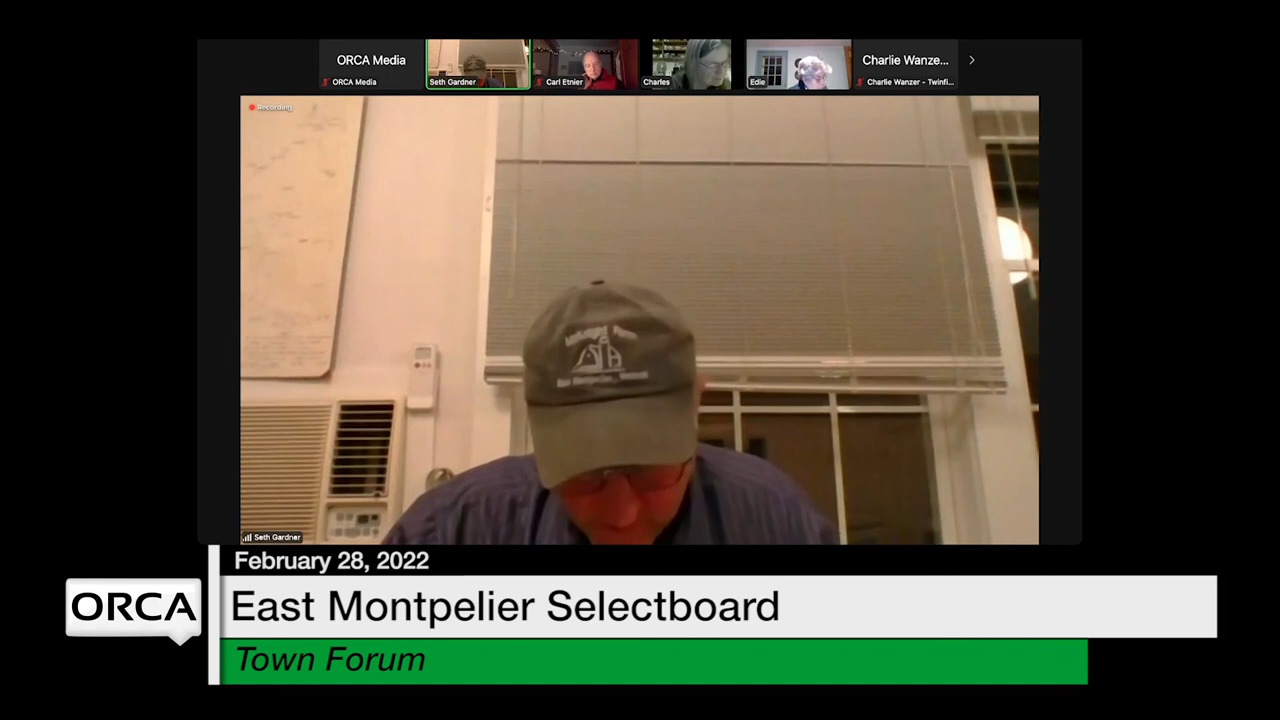 ORCA Media
Charlie Wanze...
ORCA Media
Seth Gardner
Carl Etnier
Charles
Edie
Charlie Wanzer - Twinfi...
Recording
Seth Gardner
February 28, 2022
ORCA
East Montpelier Selectboard
Town Forum